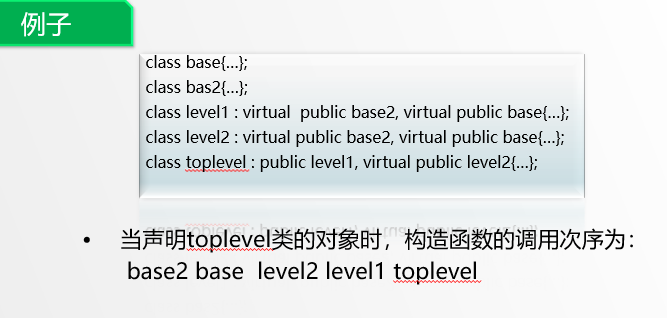 例子
class base{…};
class bas2{…};
class level1 : virtual  public base2, virtual public base{…};
class level2 : virtual public base2, virtual public base{…};
class toplevel : public level1, virtual public level2{…};
• 当声明toplevel类的对象时，构造函数的调用次序为：
base2 base  level2 level1 toplevel